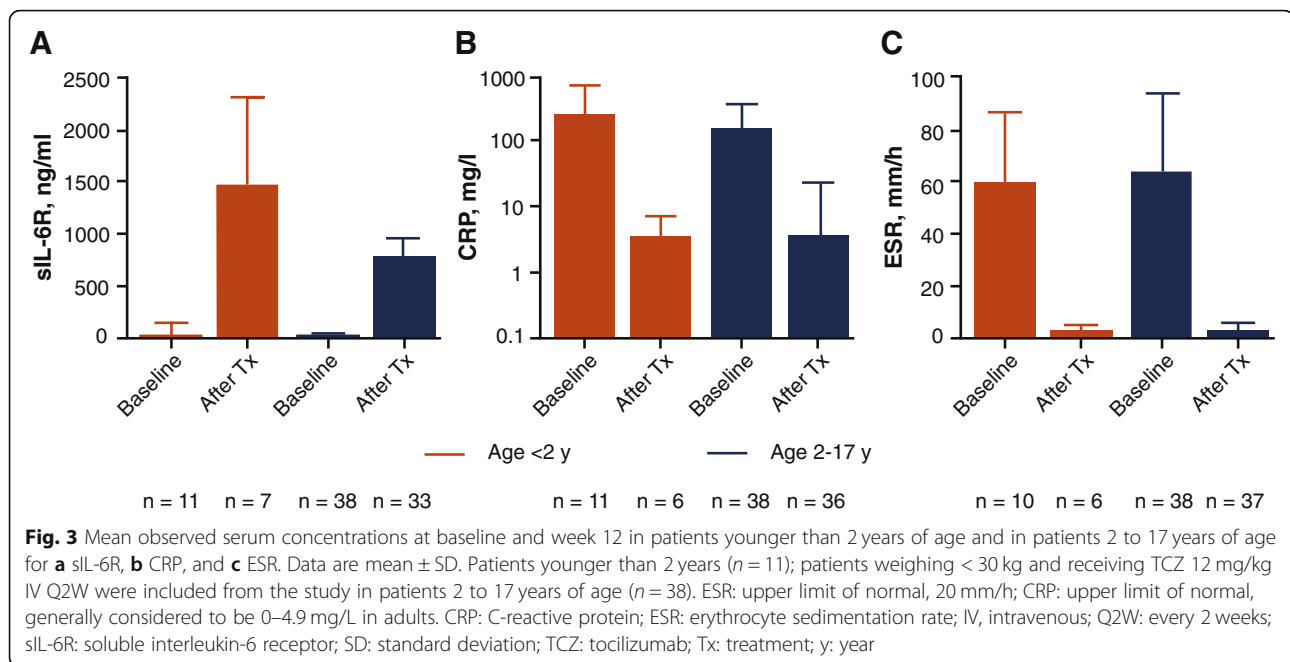 A
sIL-6R, ng/ml
2500
2000
1500
1000
500
0
Baseline
After Tx
Baseline
After Tx
B
CRP, mg/l
1000
100
10
1
0.1
Baseline
After Tx
Baseline
After Tx
C
ESR, mm/h
100
80
60
40
20
0
Baseline
After Tx
Baseline
After Tx
Age <2 y Age 2-17 y
n = 11 n = 7 n = 38 n = 33 n = 11 n = 6 n = 38 n = 36 n = 10 n = 6 n = 38 n = 37
Fig. 3 Mean observed serum concentrations at baseline and week 12 in patients younger than 2 years of age and in patients 2 to 17 years of age
for a sIL-6R, b CRP, and c ESR. Data are mean ± SD. Patients younger than 2 years (n = 11); patients weighing < 30 kg and receiving TCZ 12 mg/kg
IV Q2W were included from the study in patients 2 to 17 years of age (n = 38). ESR: upper limit of normal, 20 mm/h; CRP: upper limit of normal,
generally considered to be 0–4.9 mg/L in adults. CRP: C-reactive protein; ESR: erythrocyte sedimentation rate; IV, intravenous; Q2W: every 2 weeks;
sIL-6R: soluble interleukin-6 receptor; SD: standard deviation; TCZ: tocilizumab; Tx: treatment; y: year